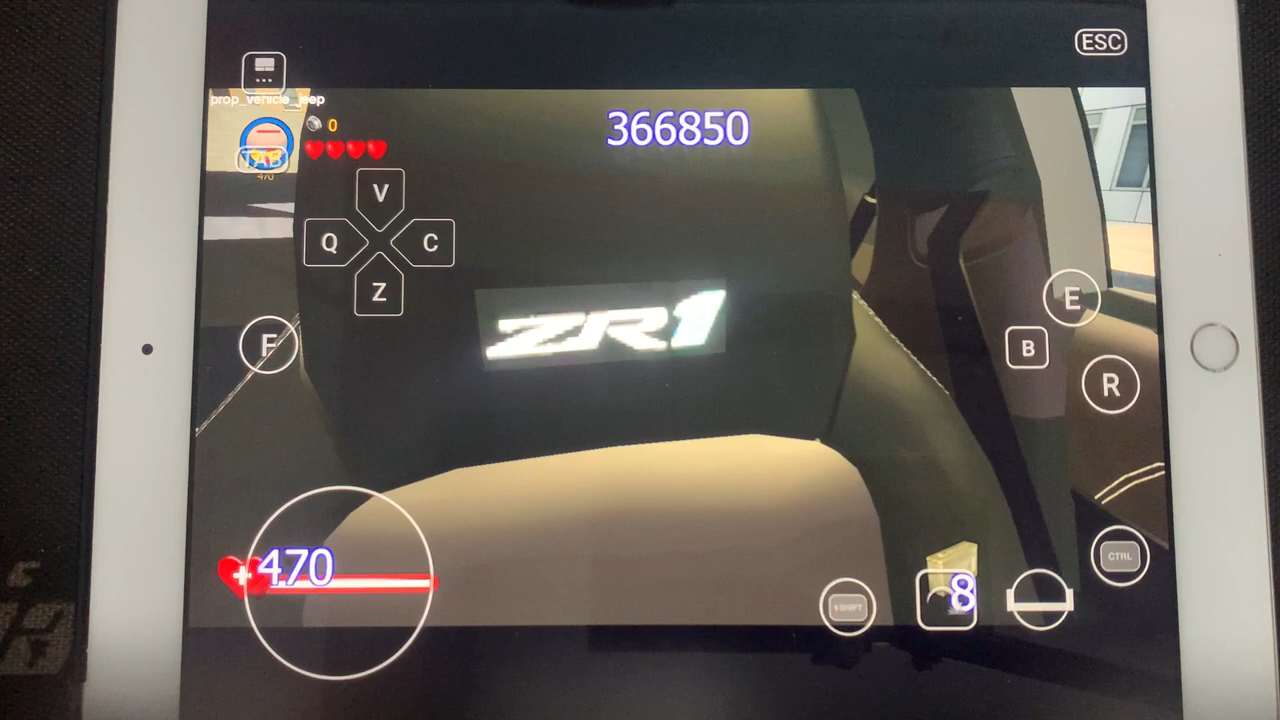 ESC
prop_vehicle_jeep
0
366850
TAB
470
V
Q
C
Z
E
F
B
R
ZR1
470
CTRL
SHIFT
8